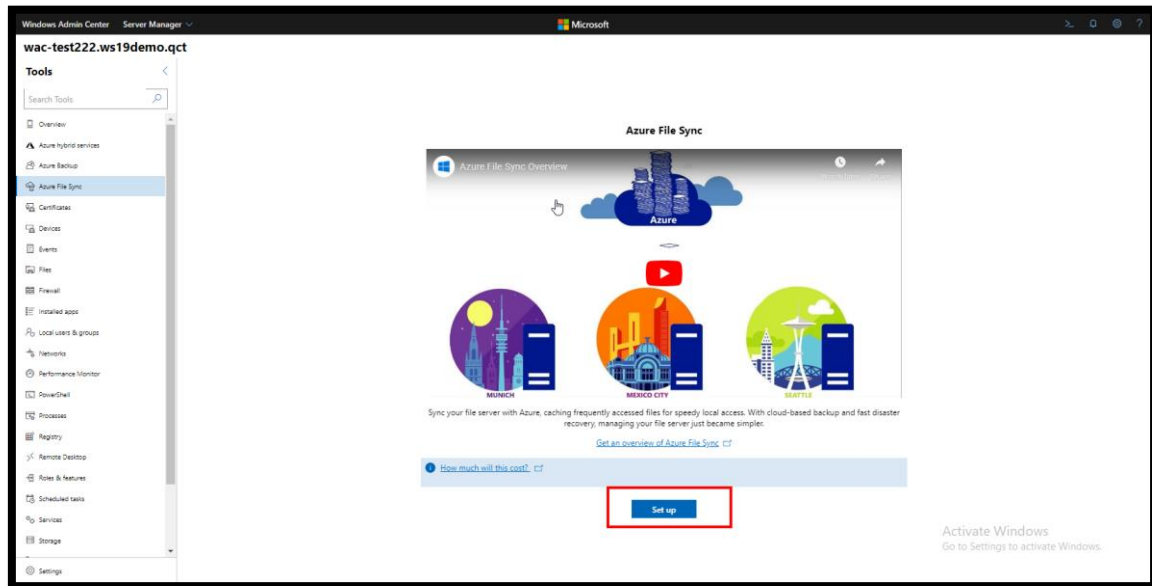 Windows Admin Center Server Manager
Microsoft
wac-test222.ws19demo.qct
Tools
Search Tools
Overview
Azure hybrid services
Azure Backup
Azure File Sync
Certificates
Devices
Events
Files
Firewall
Installed apps
Local users & groups
Networks
Performance Monitor
PowerShell
Processes
Registry
Remote Desktop
Roles & features
Scheduled tasks
Services
Storage
Settings
Azure File Sync
Azure File Sync Overview
Azure
MUNICH MEXICO CITY SEATTLE
Sync your file server with Azure, caching frequently accessed files for speedy local access. With cloud-based backup and fast disaster
recovery, managing your file server just became simpler.
Get an overview of Azure File Sync
How much will this cost?
Set up
Activate Windows
Go to Settings to activate Windows.